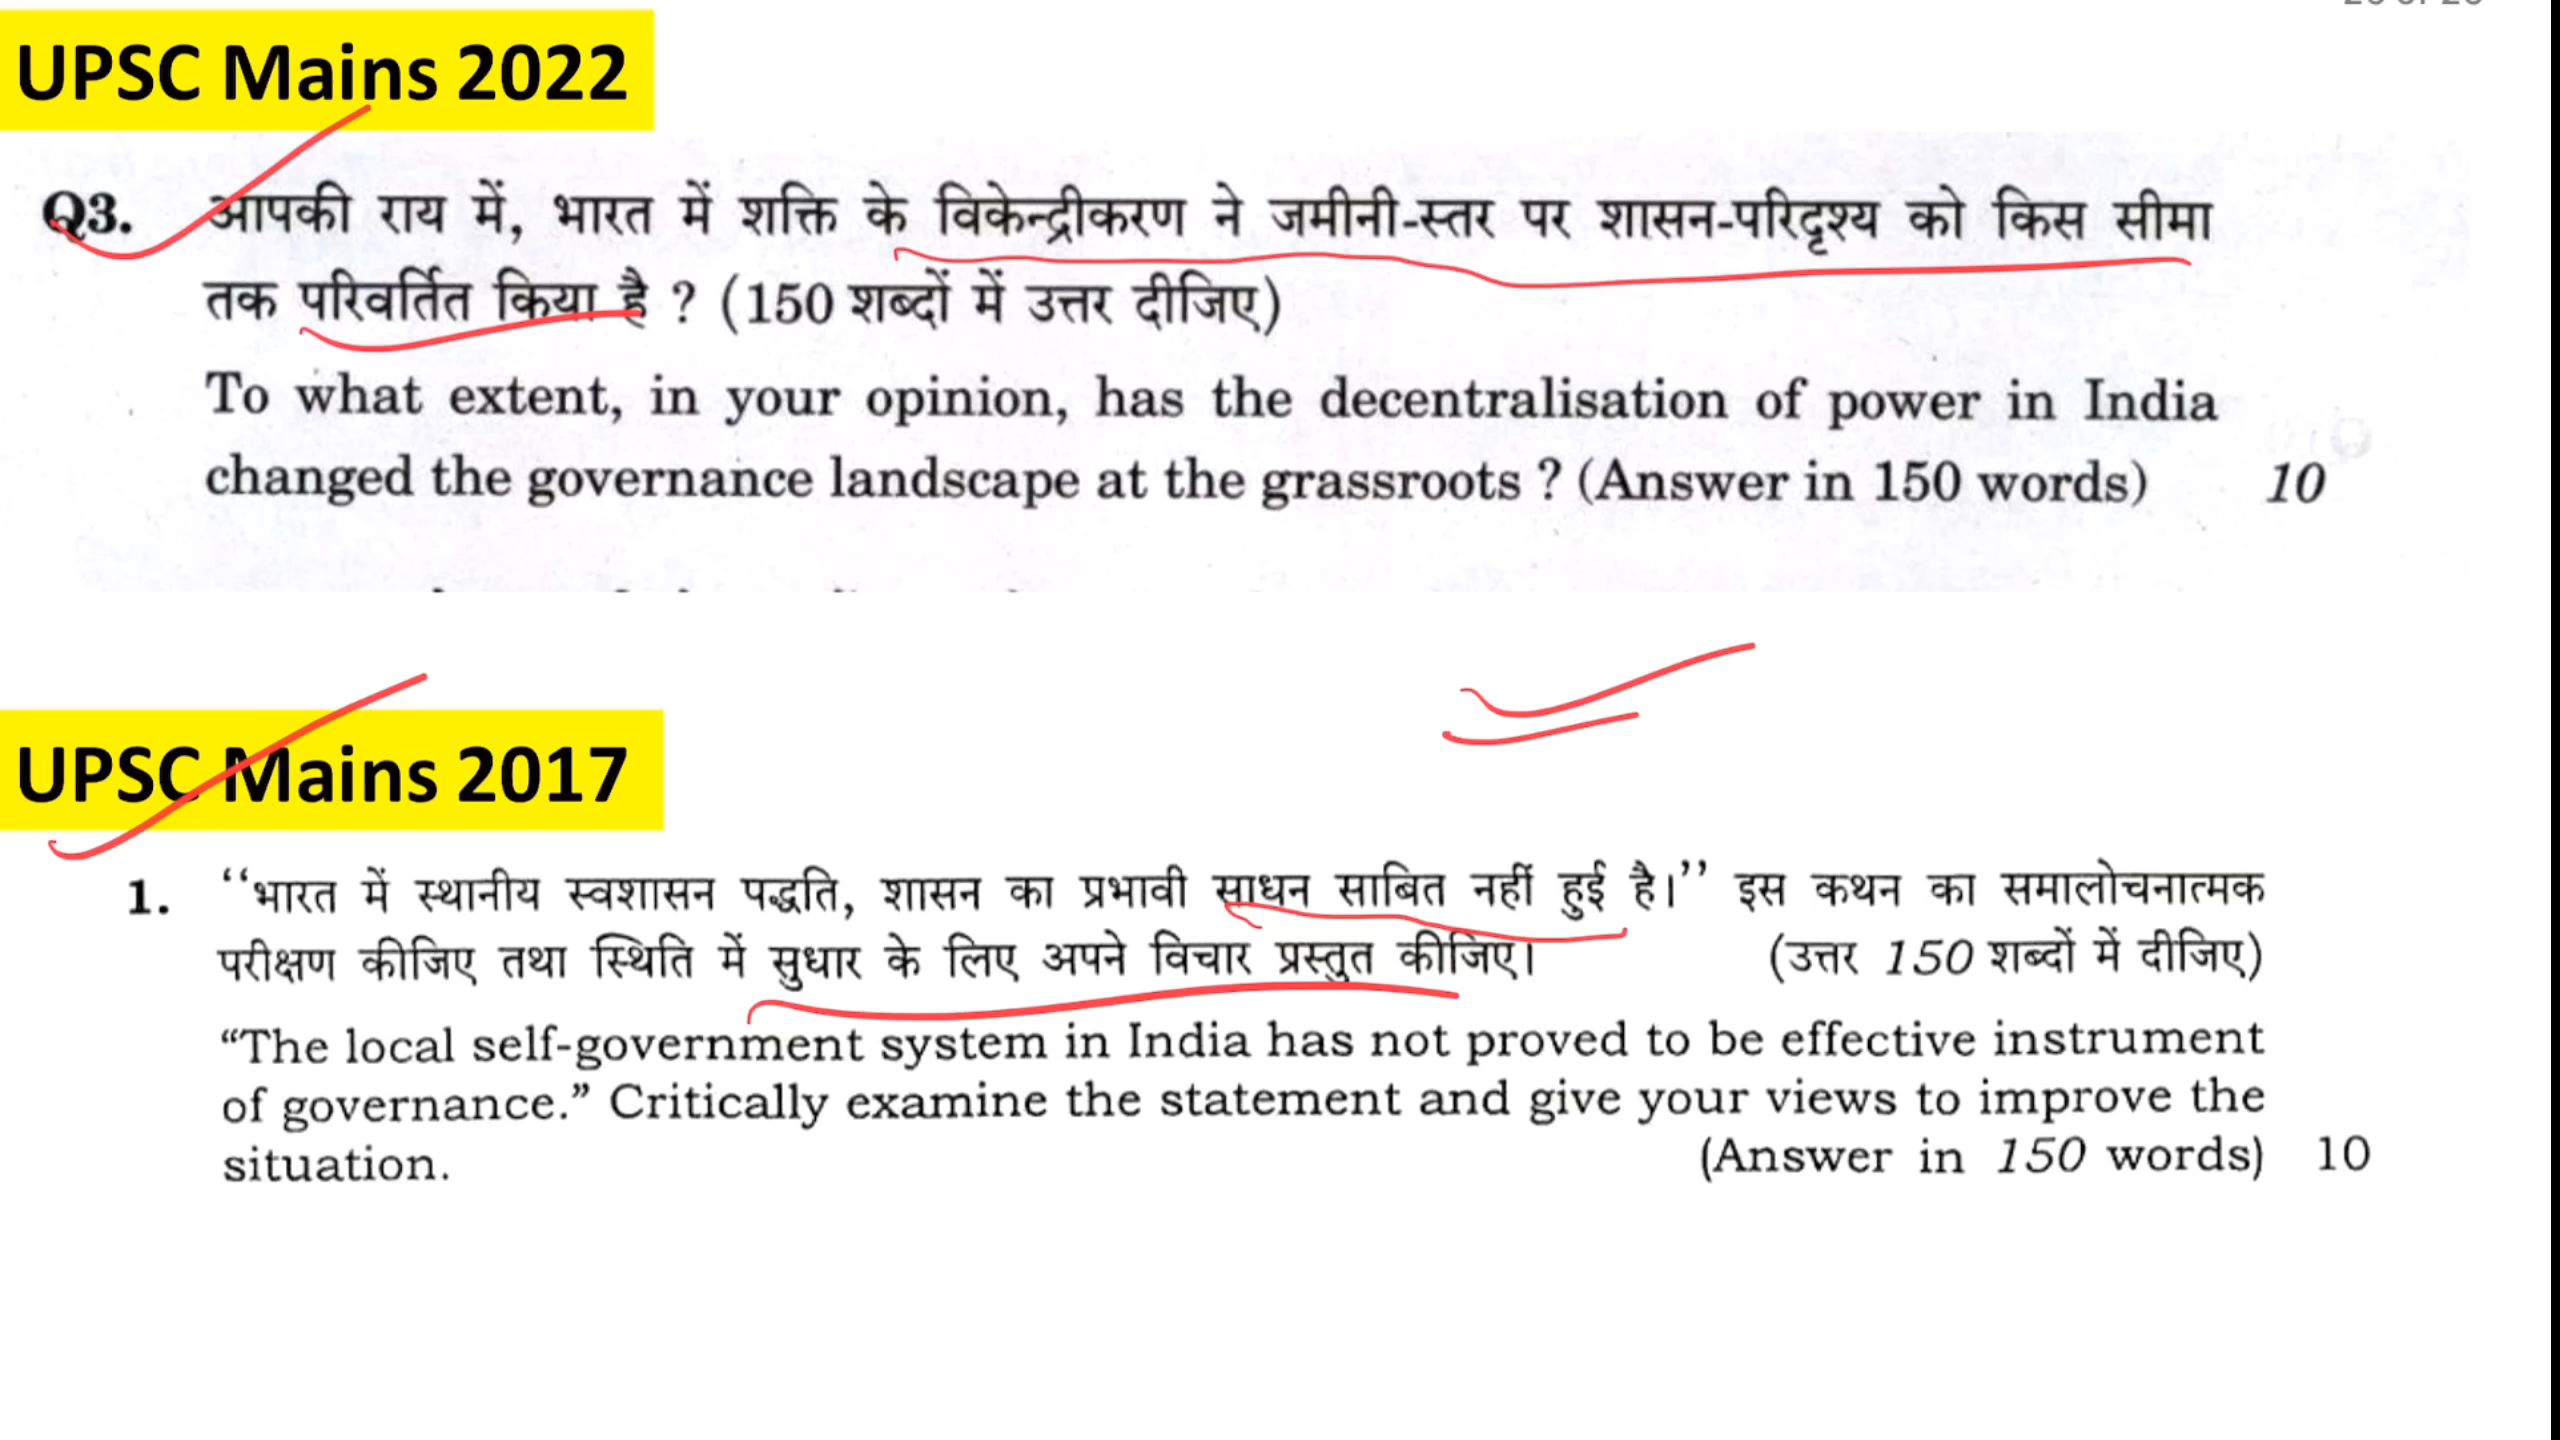 UPSC Mains 2022
Q3. आपकी राय में, भारत में शक्ति के विकेन्द्रीकरण ने जमीनी-स्तर पर शासन-परिदृश्य को किस सीमा
तक परिवर्तित किया है ? (150 शब्दों में उत्तर दीजिए)
To what extent, in your opinion, has the decentralisation of power in India
changed the governance landscape at the grassroots ? (Answer in 150 words) 10
UPSC Mains 2017
1. ‘‘भारत में स्थानीय स्वशासन पद्धति, शासन का प्रभावी साधन साबित नहीं हुई है।’’ इस कथन का समालोचनात्मक
परीक्षण कीजिए तथा स्थिति में सुधार के लिए अपने विचार प्रस्तुत कीजिए। (उत्तर 150 शब्दों में दीजिए)
“The local self-government system in India has not proved to be effective instrument
of governance.” Critically examine the statement and give your views to improve the
situation. (Answer in 150 words) 10